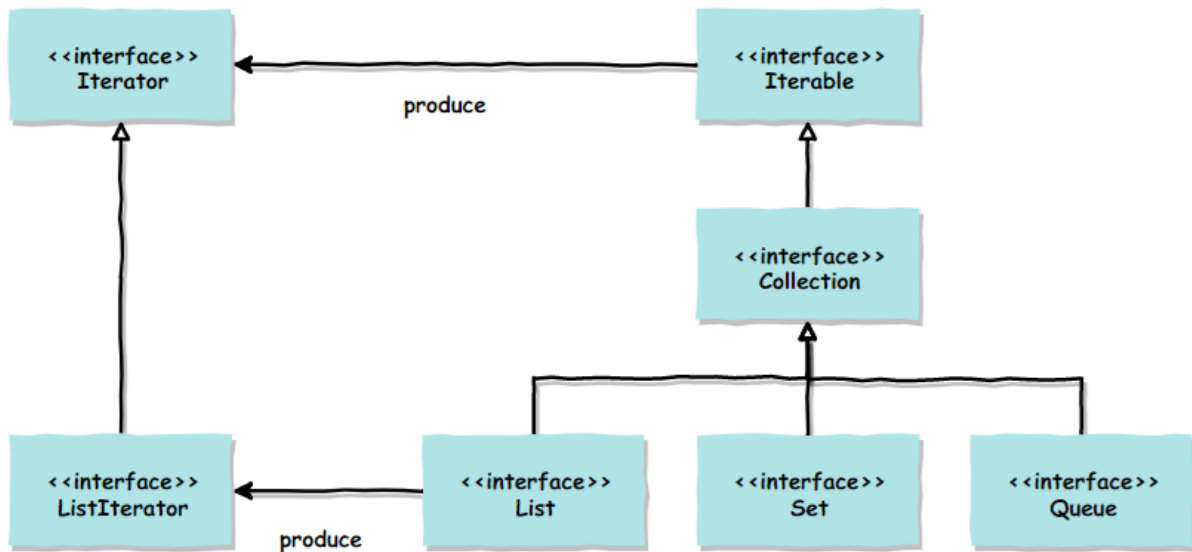 <<interface>>
Iterator
<<interface>>
Iterable
produce
<<interface>>
Collection
<<interface>>
ListIterator
<<interface>>
List
<<interface>>
Set
<<interface>>
Queue
produce